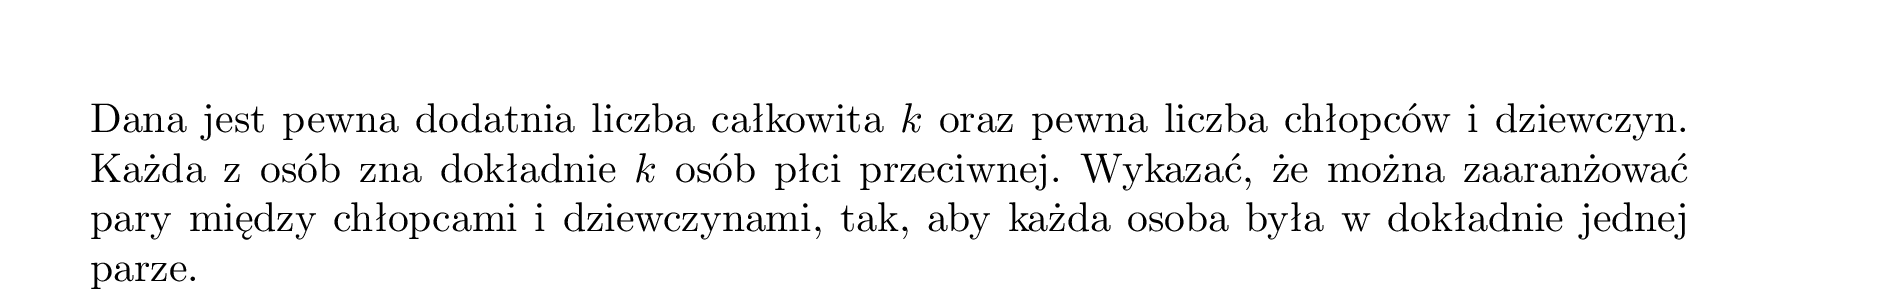 Dana jest pewna dodatnia liczba całkowita k oraz pewna liczba chłopców i dziewczyn.
Każda z osób zna dokładnie k osób płci przeciwnej. Wykazać, że można zaaranżować
pary między chłopcami i dziewczynami, tak, aby każda osoba była w dokładnie jednej
parze.